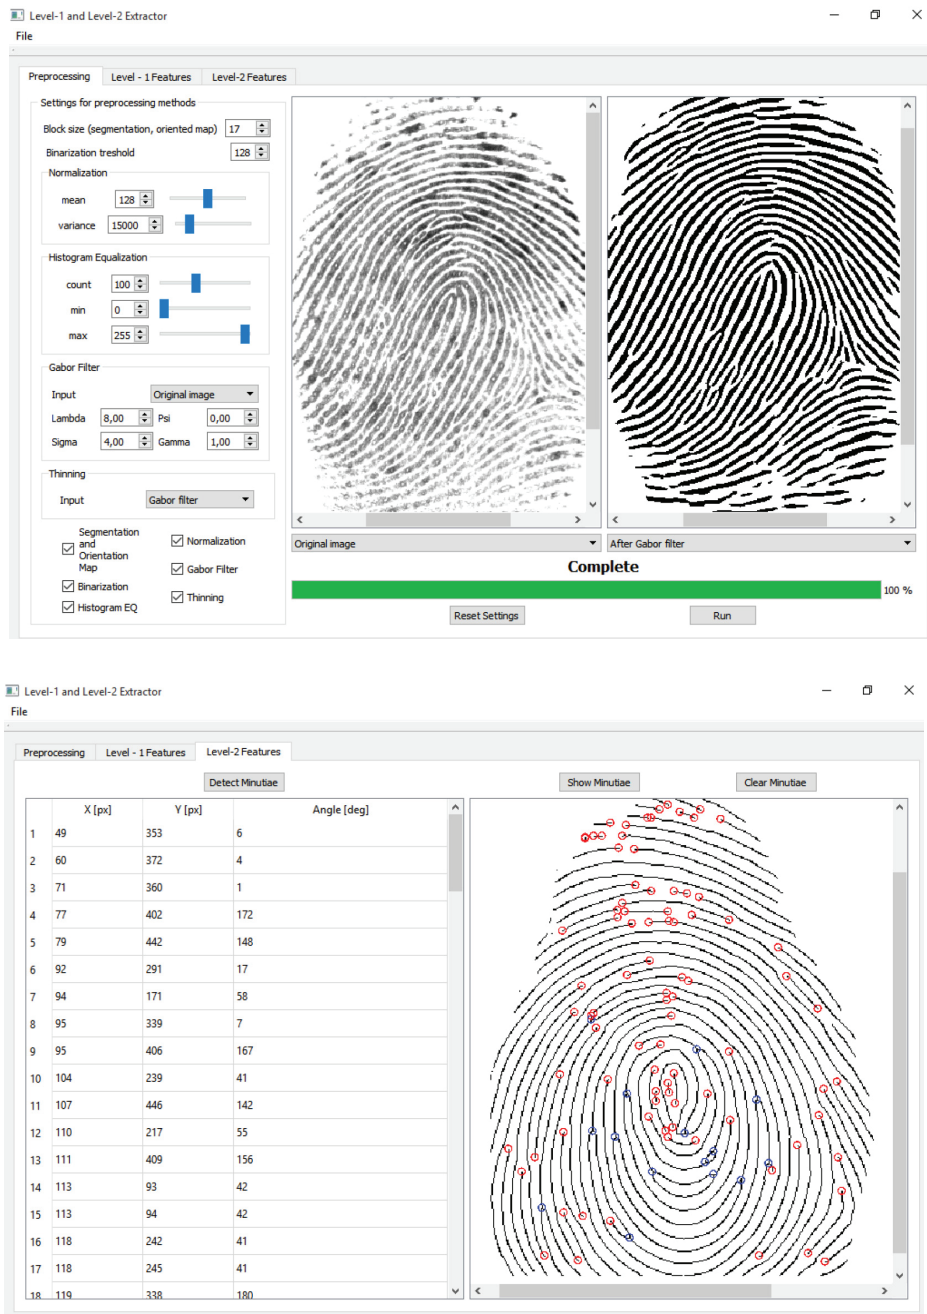 Level-1 and Level-2 Extractor
File
Preprocessing Level - 1 Features Level-2 Features
Settings for preprocessing methods
Block size (segmentation, oriented map) 17
Binarization treshold 128
Normalization
mean 128
variance 15000
Histogram Equalization
count 100
min 0
max 255
Gabor Filter
Input Original image
Lambda 8,00 Psi 0,00
Sigma 4,00 Gamma 1,00
Thinning
Input Gabor filter
Segmentation
and
Orientation
Map
Normalization
Gabor Filter
Binarization
Thinning
Histogram EQ
Original image After Gabor filter
Complete
100 %
Reset Settings Run
Level-1 and Level-2 Extractor
File
Preprocessing Level - 1 Features Level-2 Features
Detect Minutiae Show Minutiae Clear Minutiae
X [px] Y [px] Angle [deg]
1 49 353 6
2 60 372 4
3 71 360 1
4 77 402 172
5 79 442 148
6 92 291 17
7 94 171 58
8 95 339 7
9 95 406 167
10 104 239 41
11 107 446 142
12 110 217 55
13 111 409 156
14 113 93 42
15 113 94 42
16 118 242 41
17 118 245 41
18 119 338 180